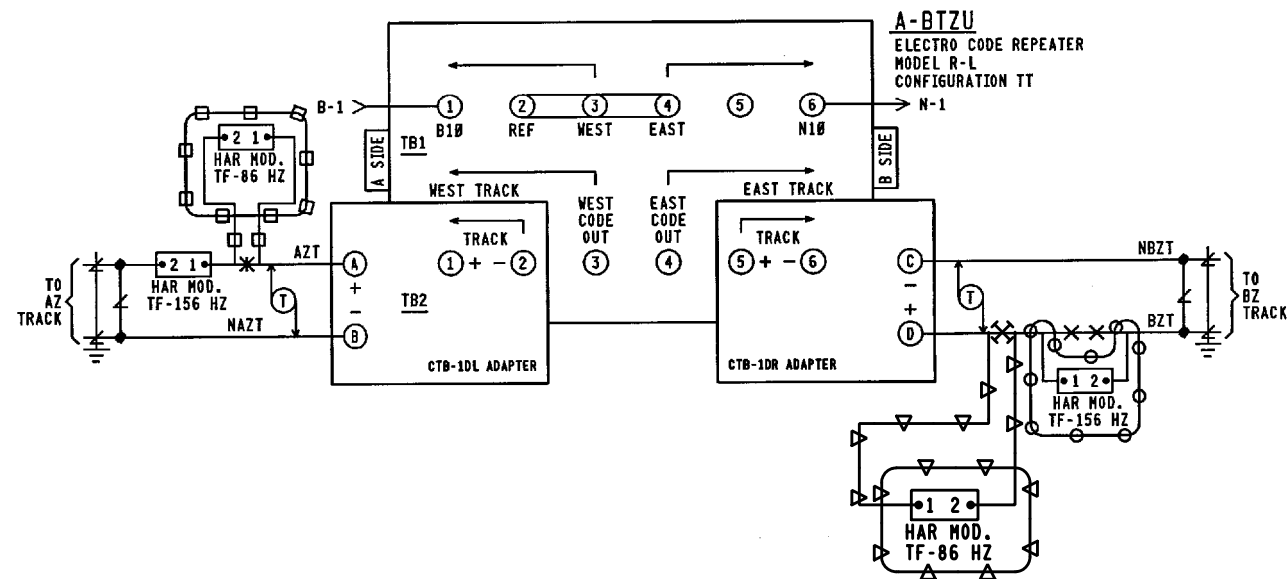 A-BTZU
ELECTRO CODE REPEATER
MODEL R-L
CONFIGURATION TT
B-1
1
2
3
4
5
6
N-1
B10
REF
WEST
EAST
N10
TB1
A SIDE
B SIDE
2 1
HAR MOD.
TF-86 HZ
WEST TRACK
EAST TRACK
WEST
CODE
OUT
EAST
CODE
OUT
TRACK
1 + - 2
3
4
TRACK
5 + - 6
AZT
A
+
-
B
TB2
NAZT
T
2 1
HAR MOD.
TF-156 HZ
TO
AZ
TRACK
CTB-1DL ADAPTER
C
-
+
D
CTB-1DR ADAPTER
NBZT
T
BZT
TO
BZ
TRACK
1 2
HAR MOD.
TF-156 HZ
1 2
HAR MOD.
TF-86 HZ